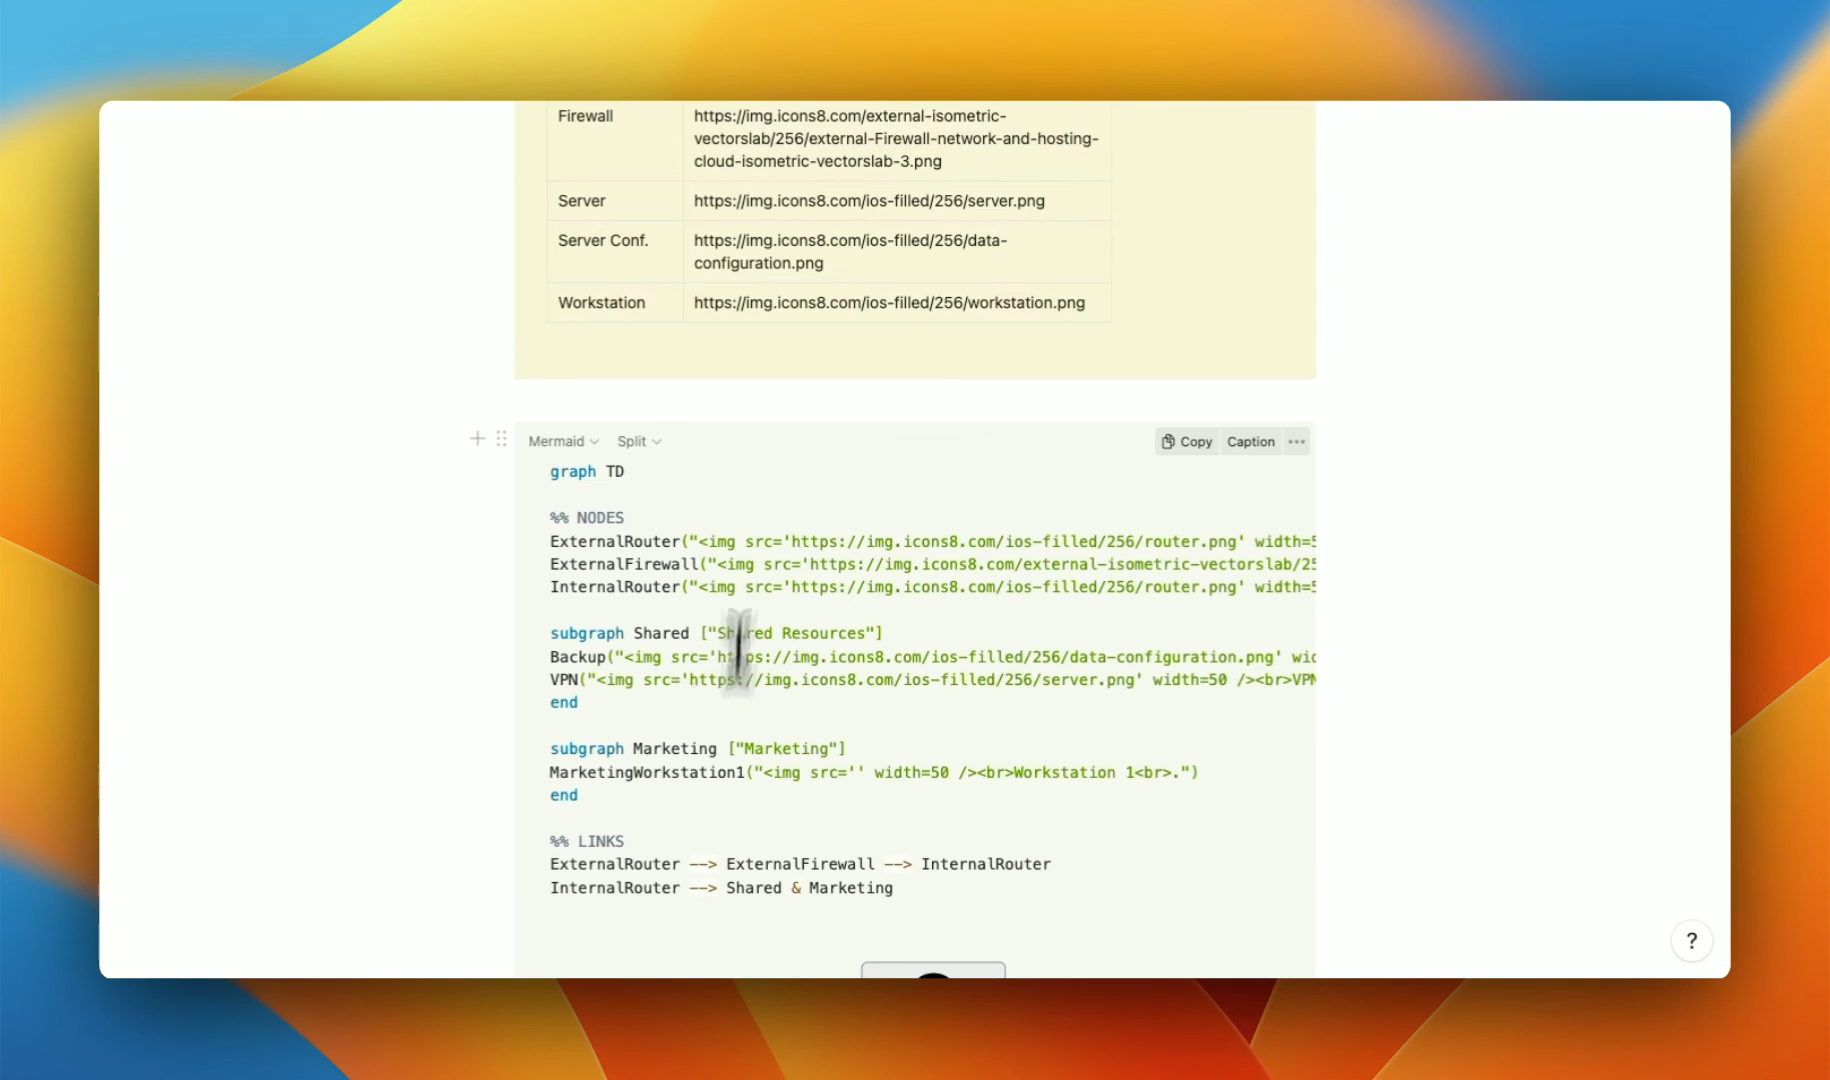 Firewall
https://img.icons8.com/external-isometric-
vectorslab/256/external-Firewall-network-and-hosting-
cloud-isometric-vectorslab-3.png
Server
https://img.icons8.com/ios-filled/256/server.png
Server Conf.
https://img.icons8.com/ios-filled/256/data-
configuration.png
Workstation
https://img.icons8.com/ios-filled/256/workstation.png
Mermaid Split Copy Caption
graph TD
%% NODES
ExternalRouter("<img src='https://img.icons8.com/ios-filled/256/router.png' width=5
ExternalFirewall("<img src='https://img.icons8.com/external-isometric-vectorslab/25
InternalRouter("<img src='https://img.icons8.com/ios-filled/256/router.png' width=5
subgraph Shared ["Shared Resources"]
Backup("<img src='https://img.icons8.com/ios-filled/256/data-configuration.png' wid
VPN("<img src='https://img.icons8.com/ios-filled/256/server.png' width=50 /><br>VPN
end
subgraph Marketing ["Marketing"]
MarketingWorkstation1("<img src='' width=50 /><br>Workstation 1<br>.")
end
%% LINKS
ExternalRouter --> ExternalFirewall --> InternalRouter
InternalRouter --> Shared & Marketing
?